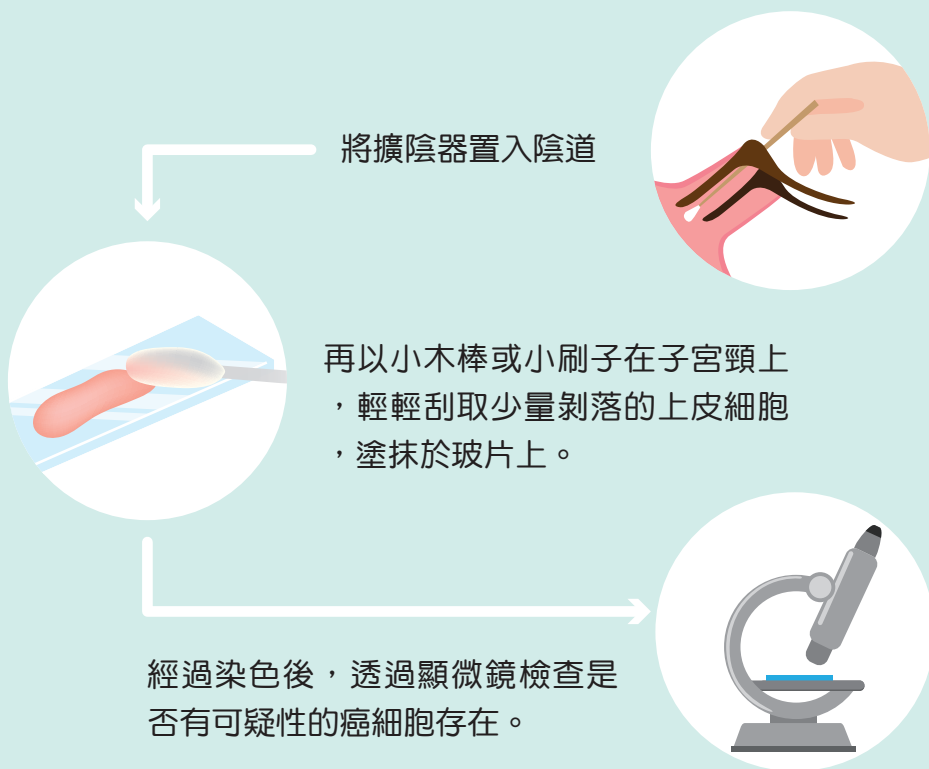 將擴陰器置入陰道
再以小木棒或小刷子在子宮頸上
，輕輕刮取少量剝落的上皮細胞
，塗抹於玻片上。
經過染色後，透過顯微鏡檢查是
否有可疑性的癌細胞存在。